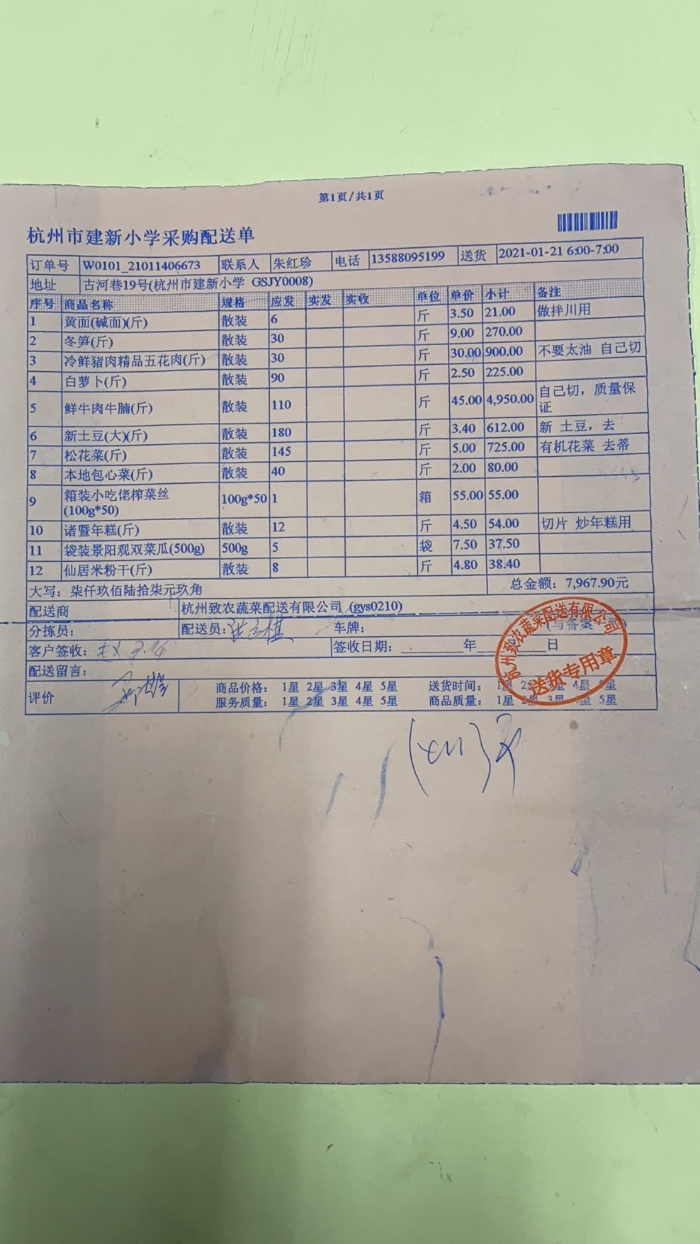 第1页/共1页
杭州市建新小学采购配送单
订单号 W0101_21011406673 联系人 朱红珍 电话 13588095199 送货 2021-01-21 6:00-7:00
地址 古河巷19号(杭州市建新小学 GSJY0008)
序号 商品名称 规格 应发 实发 实收 单位 单价 小计 备注
1 黄面(碱面)(斤) 散装 6 斤 3.50 21.00 做拌川用
2 冬笋(斤) 散装 30 斤 9.00 270.00
3 冷鲜猪肉精品五花肉(斤) 散装 30 斤 30.00 900.00 不要太油 自己切
4 白萝卜(斤) 散装 90 斤 2.50 225.00
5 鲜牛肉牛腩(斤) 散装 110 斤 45.00 4,950.00 自己切，质量保
证
6 新土豆(大)(斤) 散装 180 斤 3.40 612.00 新 土豆，去
7 松花菜(斤) 散装 145 斤 5.00 725.00 有机花菜 去蒂
8 本地包心菜(斤) 散装 40 斤 2.00 80.00
9 箱装小吃佬榨菜丝
(100g*50) 100g*50 1 箱 55.00 55.00
10 诸暨年糕(斤) 散装 12 斤 4.50 54.00 切片 炒年糕用
11 袋装景阳观双菜瓜(500g) 500g 5 袋 7.50 37.50
12 仙居米粉干(斤) 散装 8 斤 4.80 38.40
大写：柒仟玖佰陆拾柒元玖角 总金额：7,967.90元
配送商 杭州致农蔬菜配送有限公司 (gys0210)
分拣员： 配送员： 车牌：
客户签收： 签收日期： 年 日
配送留言：
评价 商品价格： 1星 2星 3星 4星 5星 送货时间： 1星 4星
服务质量： 1星 2星 3星 4星 5星 商品质量： 1星 5星
杭州致农蔬菜配送有限公司
送货专用章